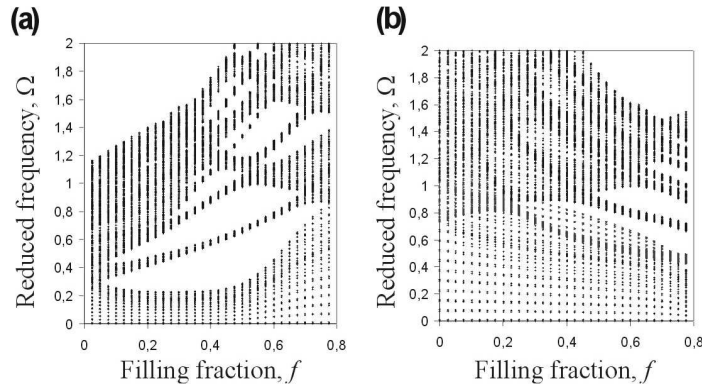 (a)
Reduced frequency, Ω
2
1,8
1,6
1,4
1,2
1
0,8
0,6
0,4
0,2
0
0 0,2 0,4 0,6 0,8
Filling fraction, f
(b)
Reduced frequency, Ω
2
1,8
1,6
1,4
1,2
1
0,8
0,6
0,4
0,2
0
0 0,2 0,4 0,6 0,8
Filling fraction, f